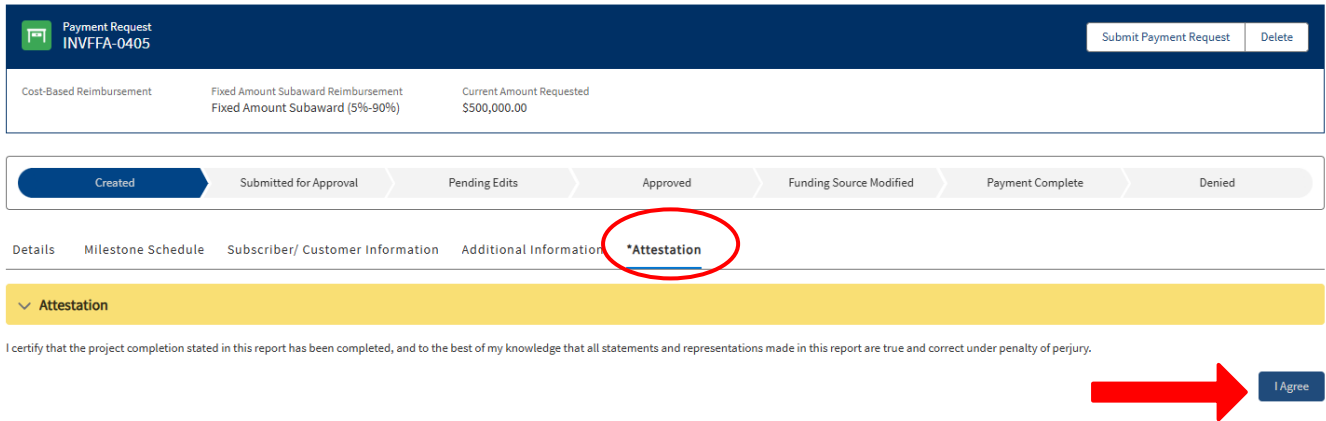 Payment Request
INVFFA-0405
Submit Payment Request
Delete
Cost-Based Reimbursement
Fixed Amount Subaward Reimbursement
Fixed Amount Subaward (5%-90%)
Current Amount Requested
$500,000.00
Created
Submitted for Approval
Pending Edits
Approved
Funding Source Modified
Payment Complete
Denied
Details
Milestone Schedule
Subscriber/ Customer Information
Additional Information
*Attestation
Attestation
I certify that the project completion stated in this report has been completed, and to the best of my knowledge that all statements and representations made in this report are true and correct under penalty of perjury.
I Agree